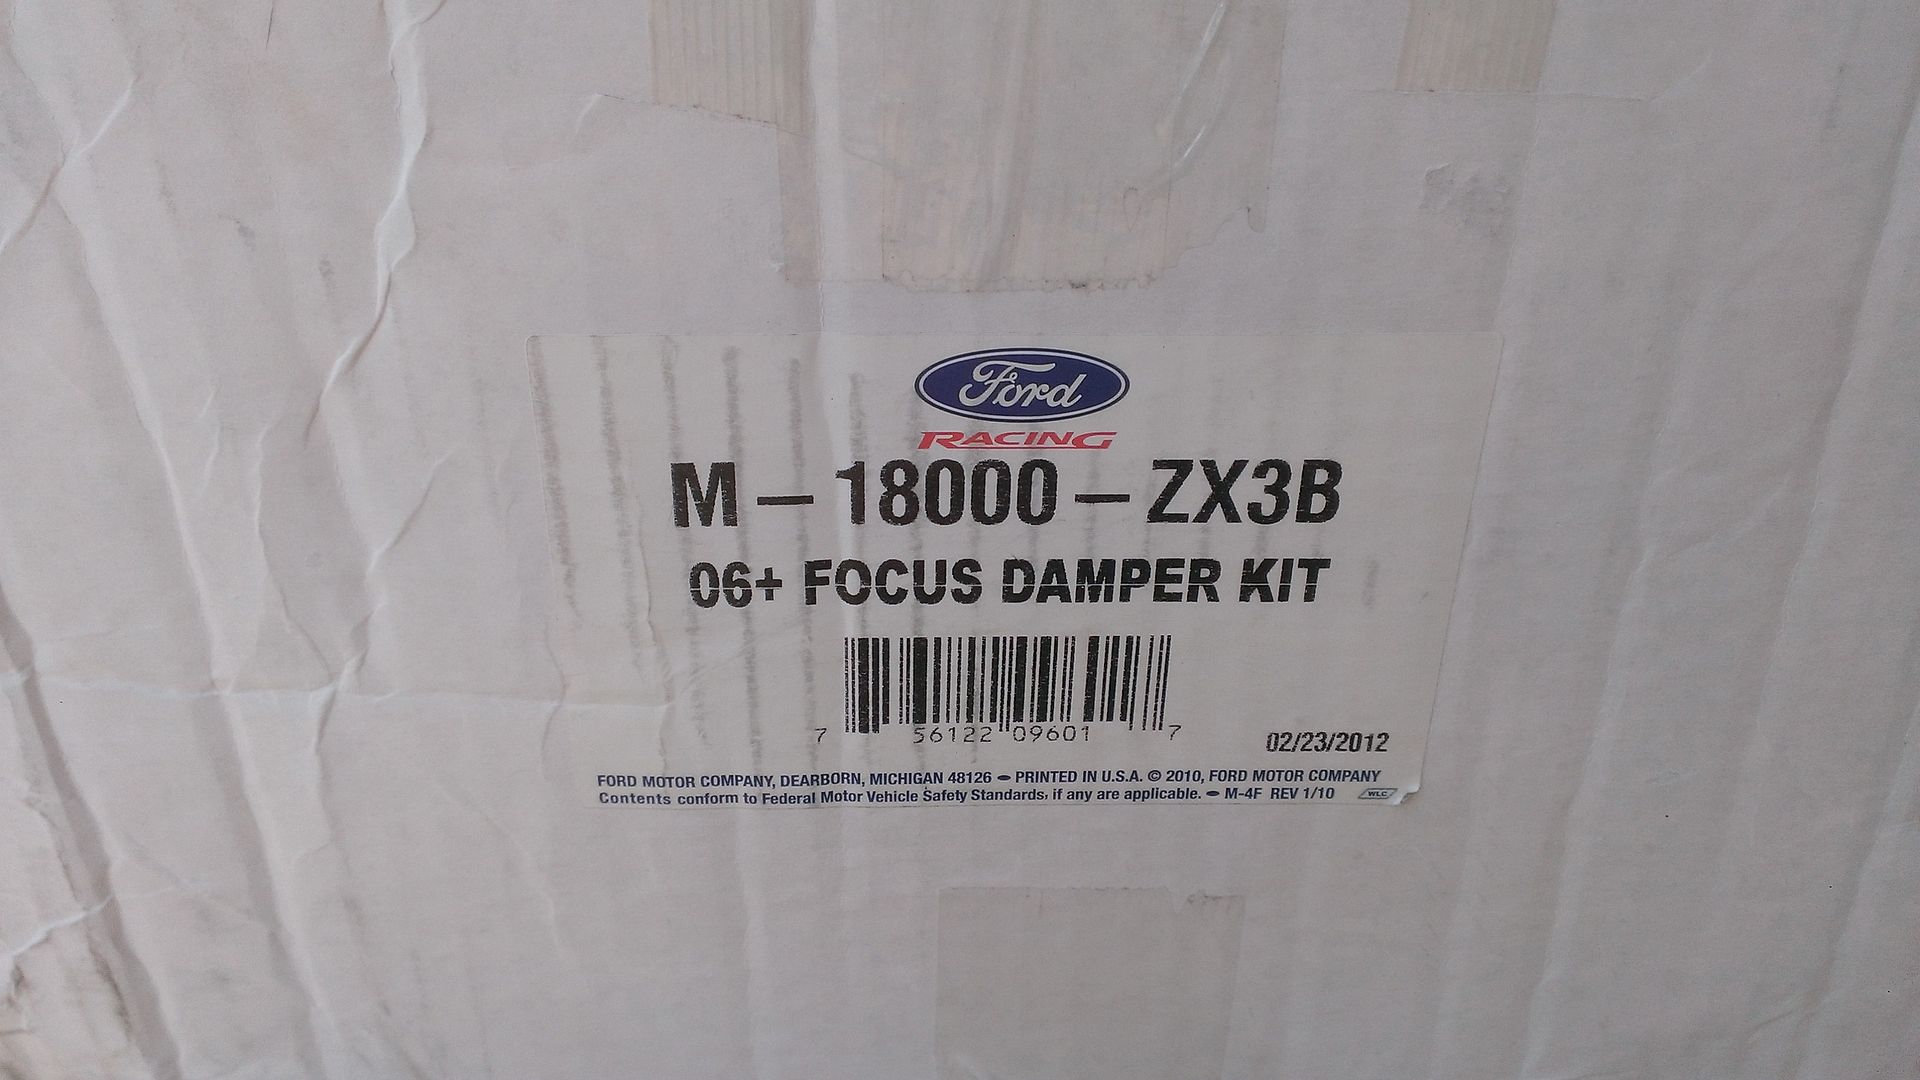 Ford
RACING
M-18000-ZX3B
06+ FOCUS DAMPER KIT
7 56122 09601 7
02/23/2012
FORD MOTOR COMPANY, DEARBORN, MICHIGAN 48126 - PRINTED IN U.S.A. © 2010, FORD MOTOR COMPANY
Contents conform to Federal Motor Vehicle Safety Standards, if any are applicable. - M-4F REV 1/10 WLC